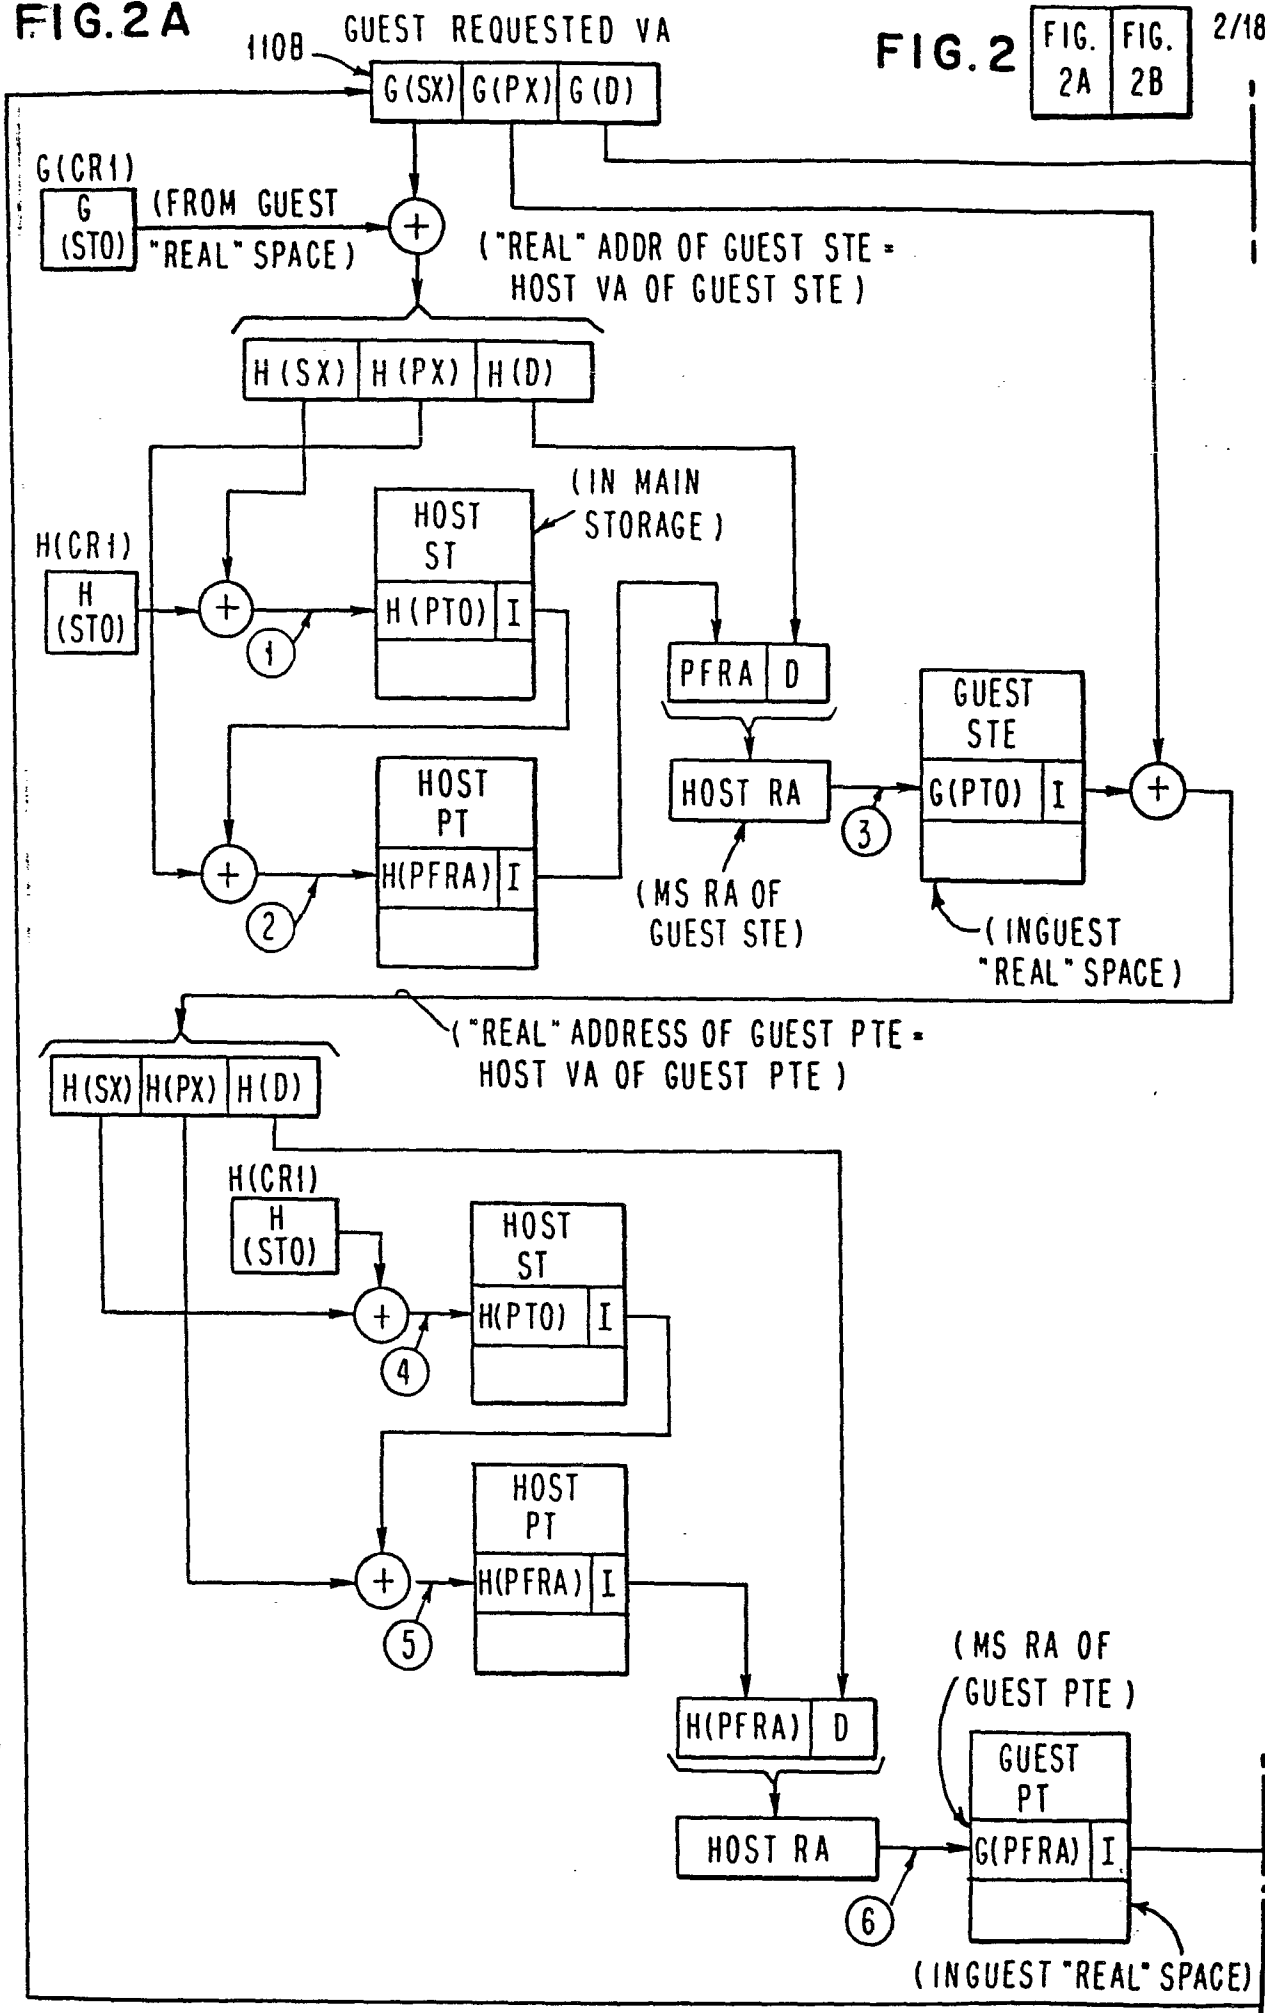 FIG.2A
110B
GUEST REQUESTED VA
FIG.2
FIG. 2A
FIG. 2B
2/18
G(SX) G(PX) G(D)
G(CR1)
G
(STO)
(FROM GUEST
"REAL" SPACE)
+
("REAL" ADDR OF GUEST STE =
HOST VA OF GUEST STE)
H(SX) H(PX) H(D)
HOST
ST
(IN MAIN
STORAGE)
H(CR1)
H
(STO)
+
1
H(PTO) I
PFRA D
GUEST
STE
HOST
PT
HOST RA
3
G(PTO) I
+
+
2
H(PFRA) I
(MS RA OF
GUEST STE)
(INGUEST
"REAL" SPACE)
("REAL" ADDRESS OF GUEST PTE =
HOST VA OF GUEST PTE)
H(SX) H(PX) H(D)
H(CR1)
H
(STO)
HOST
ST
+
4
H(PTO) I
HOST
PT
+
5
H(PFRA) I
(MS RA OF
GUEST PTE)
H(PFRA) D
GUEST
PT
HOST RA
6
G(PFRA) I
(INGUEST "REAL" SPACE)